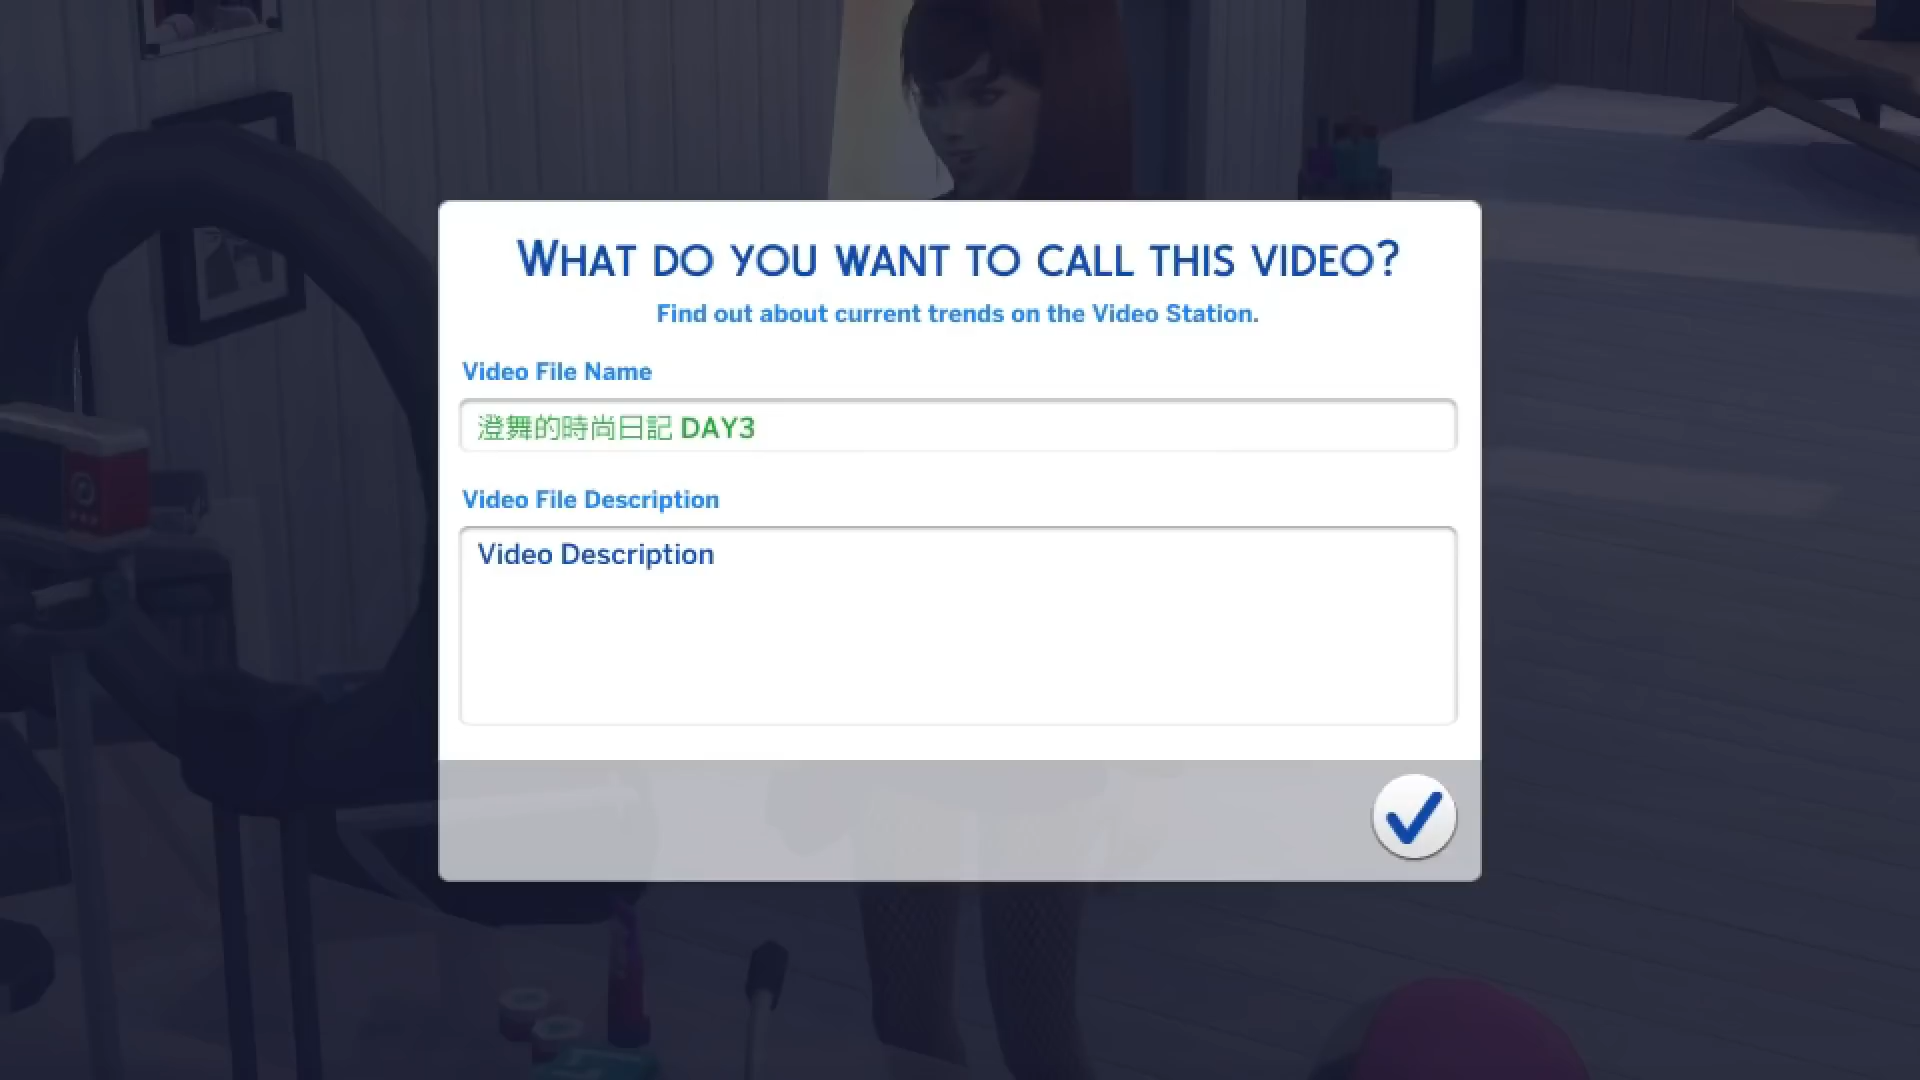 WHAT DO YOU WANT TO CALL THIS VIDEO?
Find out about current trends on the Video Station.
Video File Name
澄舞的時尚日記 DAY3
Video File Description
Video Description